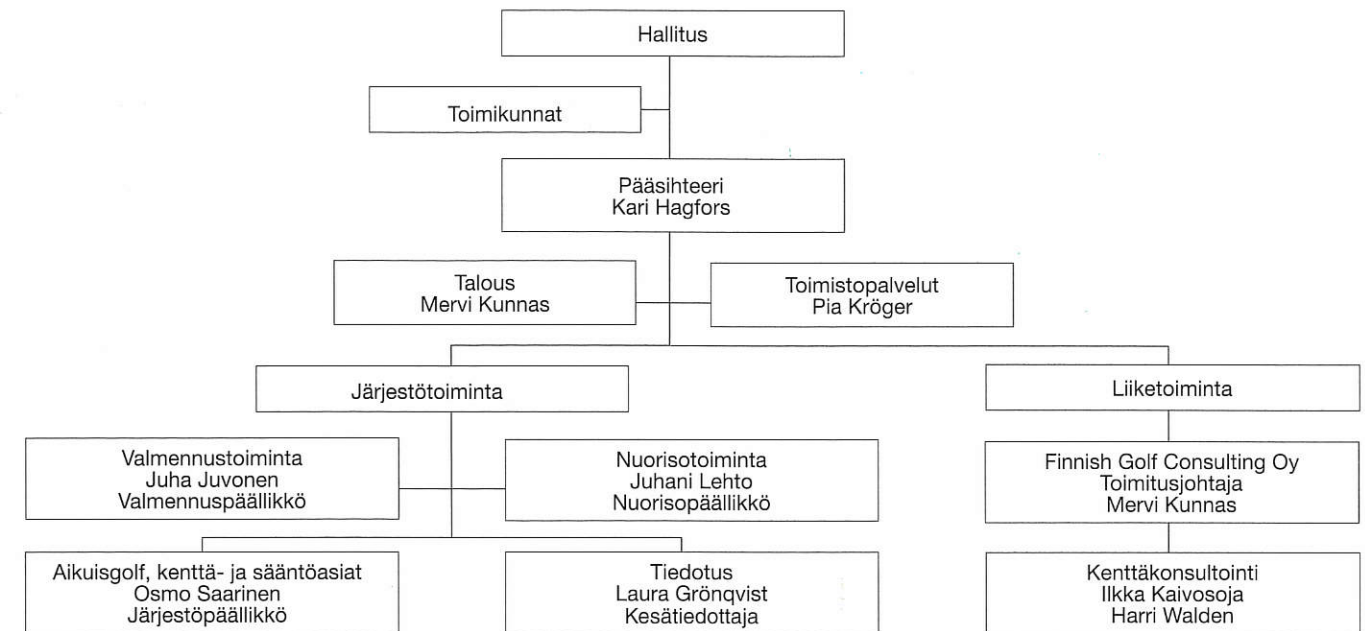 Hallitus
Toimikunnat
Pääsihteeri
Kari Hagfors
Talous
Mervi Kunnas
Toimistopalvelut
Pia Kröger
Järjestötoiminta
Liiketoiminta
Valmennustoiminta
Juha Juvonen
Valmennuspäällikkö
Nuorisotoiminta
Juhani Lehto
Nuorisopäällikkö
Finnish Golf Consulting Oy
Toimitusjohtaja
Mervi Kunnas
Aikuisgolf, kenttä- ja sääntöasiat
Osmo Saarinen
Järjestöpäällikkö
Tiedotus
Laura Grönqvist
Kesätiedottaja
Kenttäkonsultointi
Ilkka Kaivosoja
Harri Walden